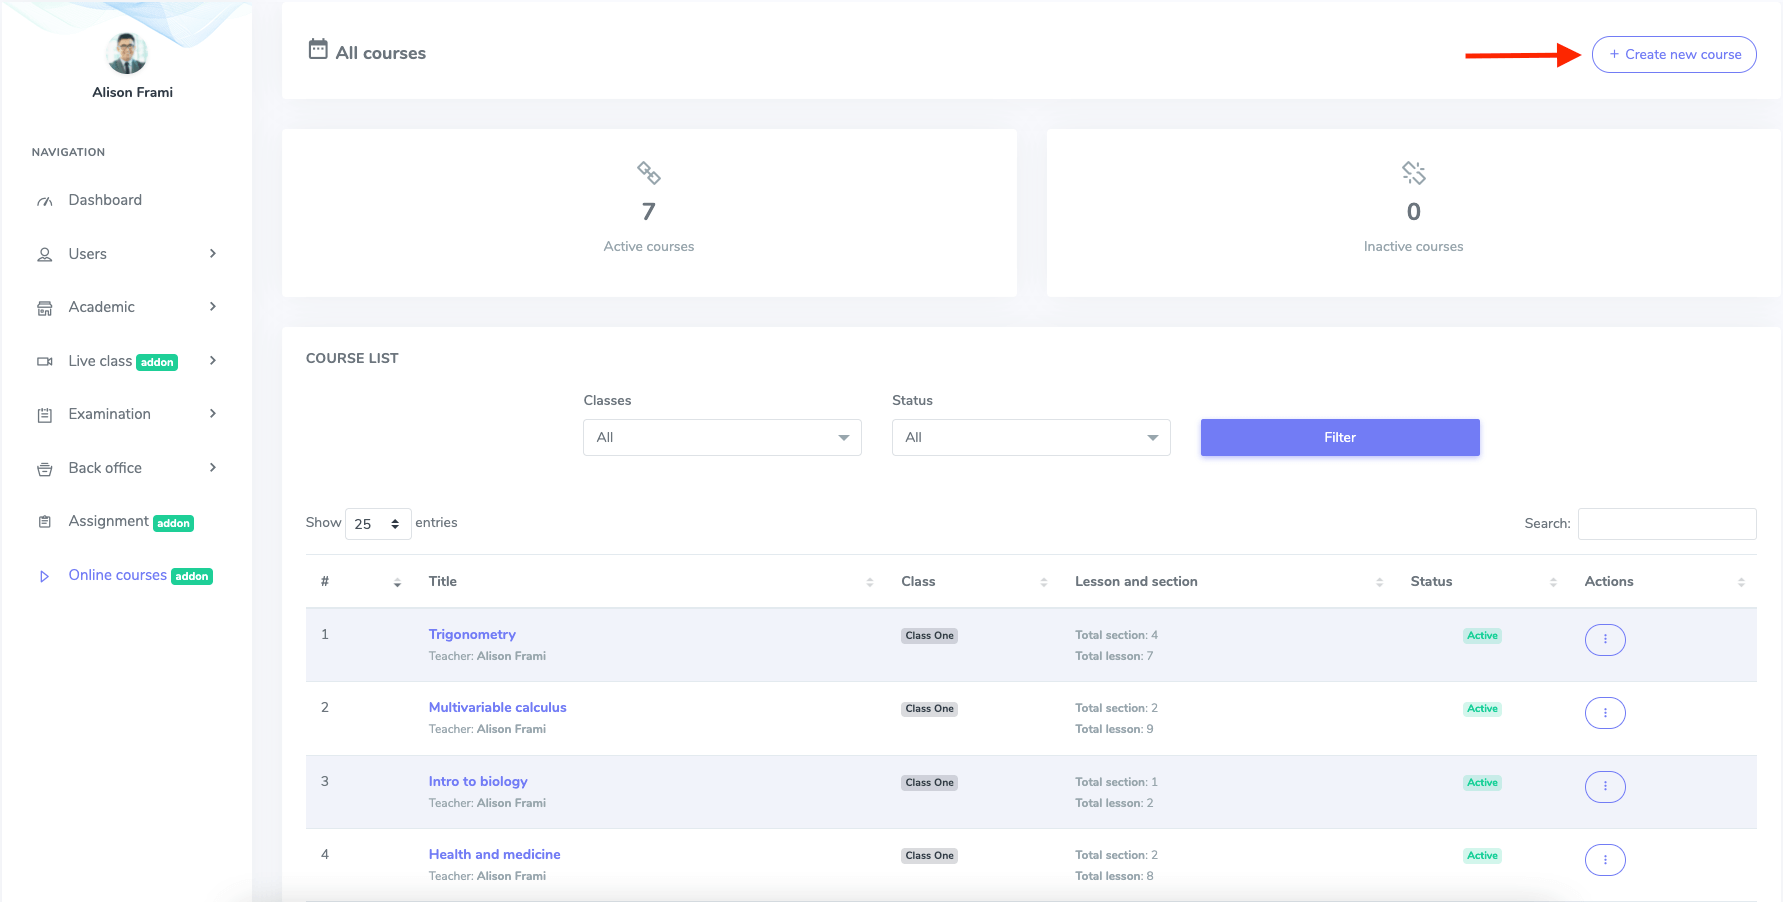 Alison Frami
NAVIGATION
Dashboard
Users
Academic
Live class addon
Examination
Back office
Assignment addon
Online courses addon
All courses
+ Create new course
7
Active courses
0
Inactive courses
COURSE LIST
Classes
All
Status
All
Filter
Show 25 entries
Search:
# Title Class Lesson and section Status Actions
1 Trigonometry Class One Total section: 4 Active
Teacher: Alison Frami Total lesson: 7
2 Multivariable calculus Class One Total section: 2 Active
Teacher: Alison Frami Total lesson: 9
3 Intro to biology Class One Total section: 1 Active
Teacher: Alison Frami Total lesson: 2
4 Health and medicine Class One Total section: 2 Active
Teacher: Alison Frami Total lesson: 8